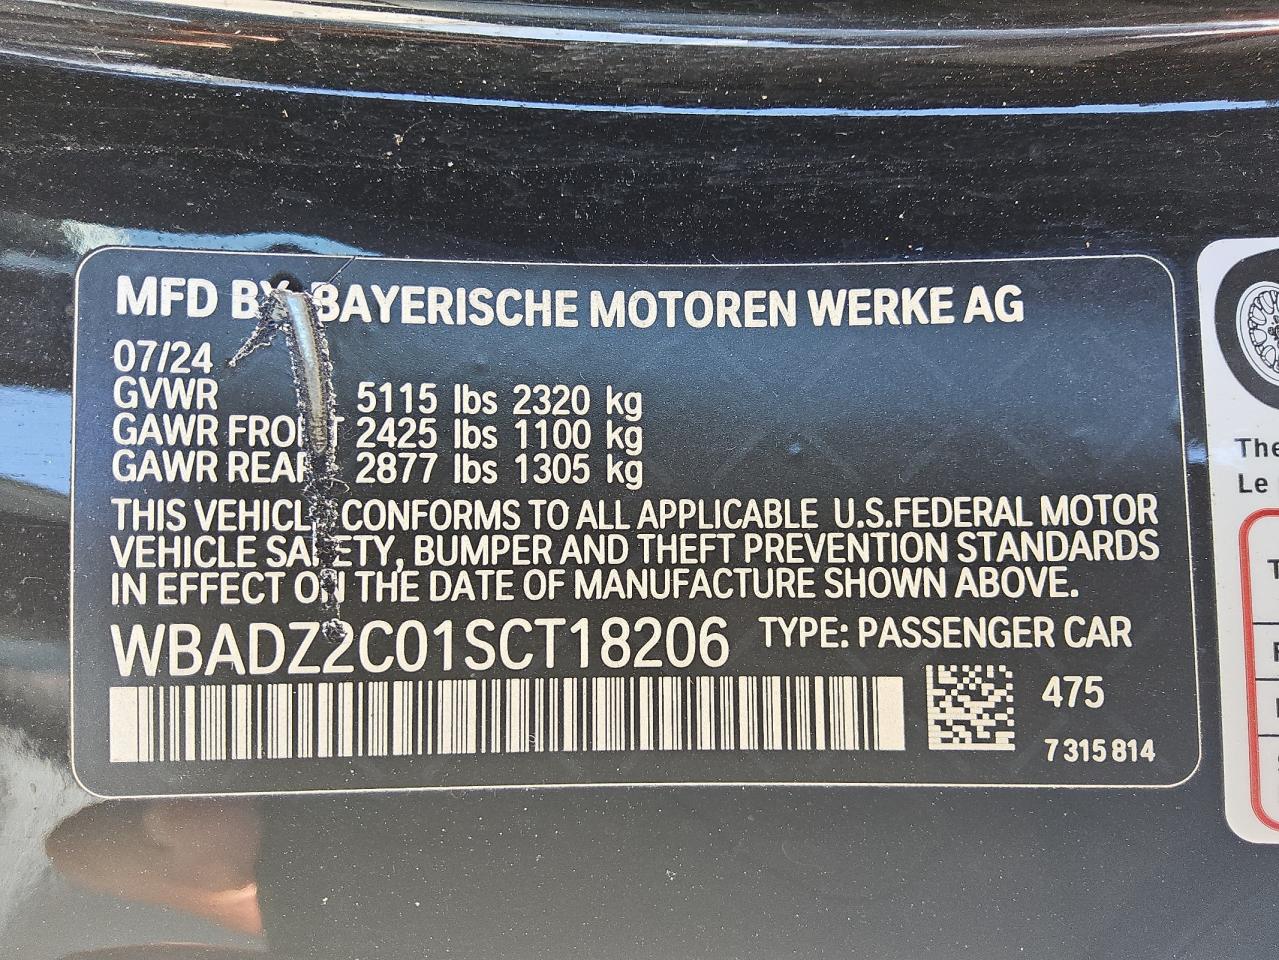 MFD BY BAYERISCHE MOTOREN WERKE AG
07/24
GVWR 5115 lbs 2320 kg
GAWR FRONT 2425 lbs 1100 kg
GAWR REAR 2877 lbs 1305 kg
THIS VEHICLE CONFORMS TO ALL APPLICABLE U.S.FEDERAL MOTOR
VEHICLE SAFETY, BUMPER AND THEFT PREVENTION STANDARDS
IN EFFECT ON THE DATE OF MANUFACTURE SHOWN ABOVE.
WBADZ2C01SCT18206 TYPE: PASSENGER CAR
475
7 315 814
The
Le